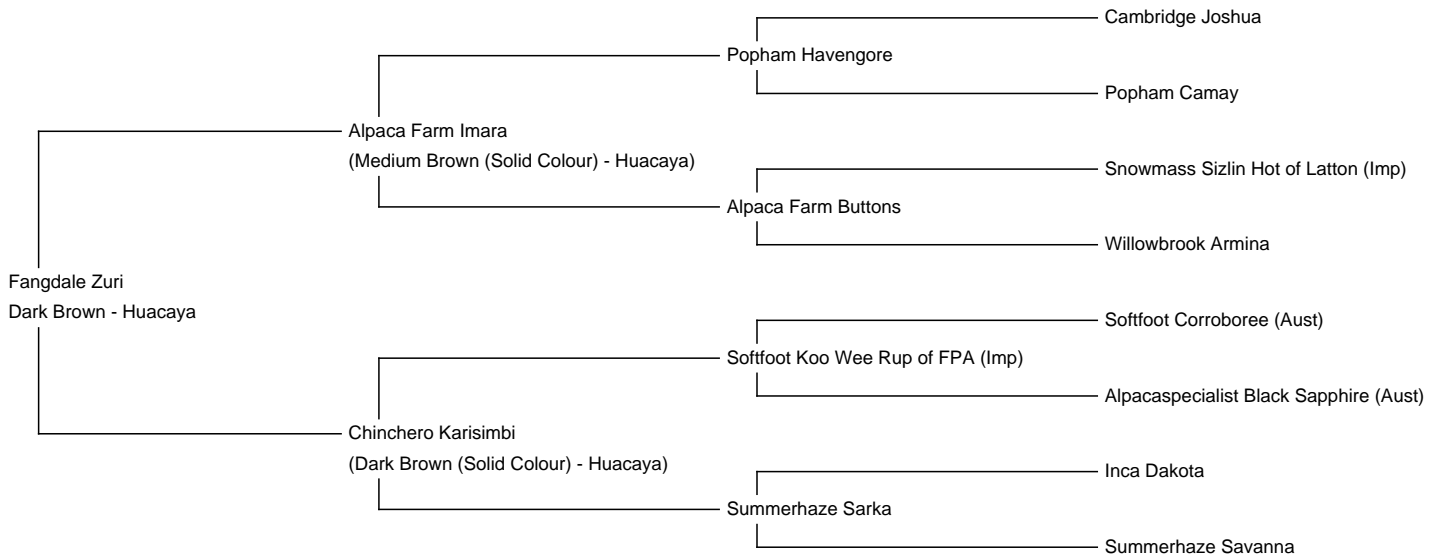 Cambridge Joshua
Popham Havengore
Popham Camay
Alpaca Farm Imara
(Medium Brown (Solid Colour) - Huacaya)
Snowmass Sizlin Hot of Latton (Imp)
Alpaca Farm Buttons
Willowbrook Armina
Fangdale Zuri
Dark Brown - Huacaya
Softfoot Corroboree (Aust)
Softfoot Koo Wee Rup of FPA (Imp)
Alpacaspecialist Black Sapphire (Aust)
Chinchero Karisimbi
(Dark Brown (Solid Colour) - Huacaya)
Inca Dakota
Summerhaze Sarka
Summerhaze Savanna